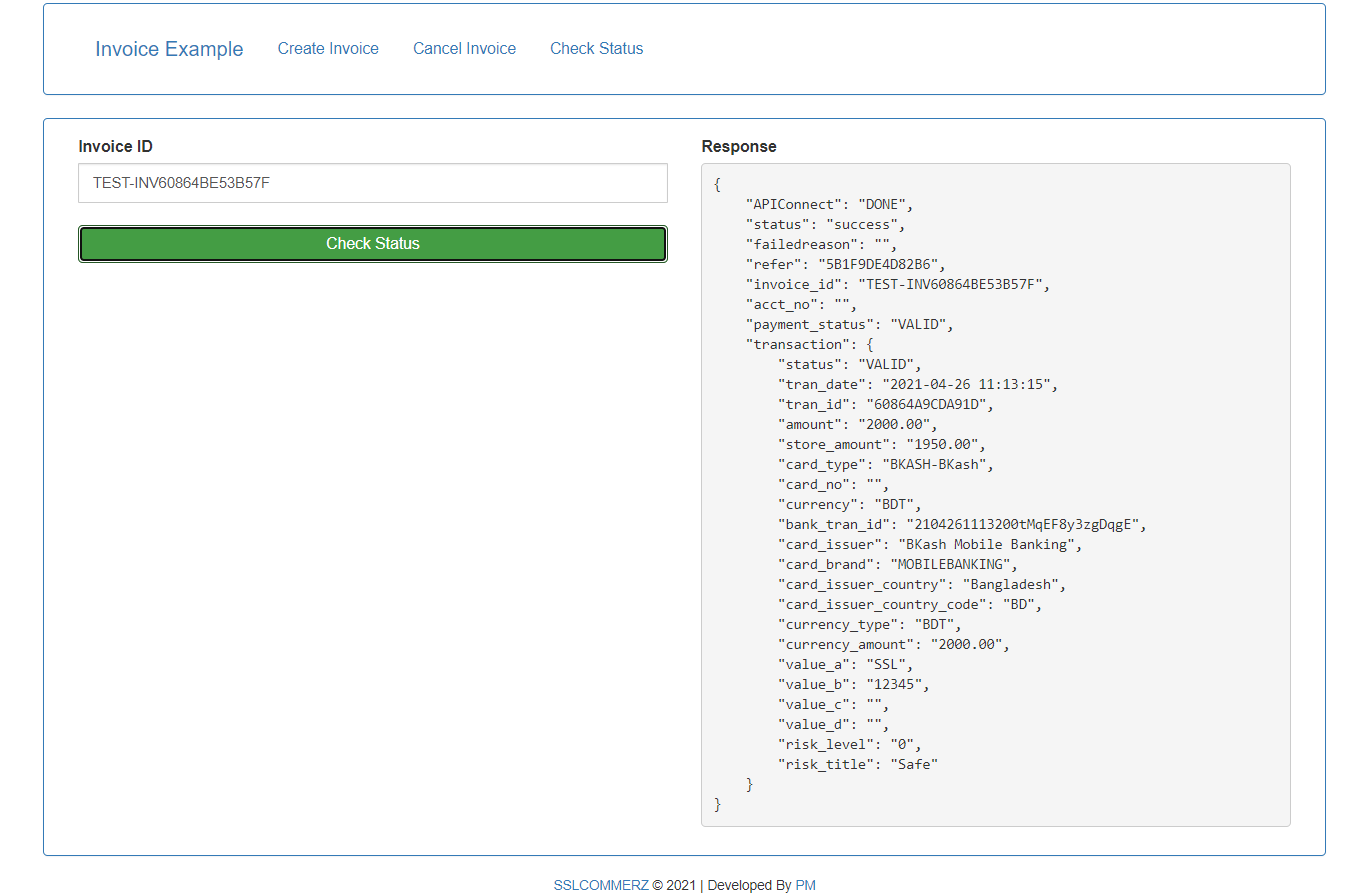 Invoice Example Create Invoice Cancel Invoice Check Status
Invoice ID
TEST-INV60864BE53B57F
Check Status
Response
{
    "APIConnect": "DONE",
    "status": "success",
    "failedreason": "",
    "refer": "5B1F9DE4D82B6",
    "invoice_id": "TEST-INV60864BE53B57F",
    "acct_no": "",
    "payment_status": "VALID",
    "transaction": {
        "status": "VALID",
        "tran_date": "2021-04-26 11:13:15",
        "tran_id": "60864A9CDA91D",
        "amount": "2000.00",
        "store_amount": "1950.00",
        "card_type": "BKASH-BKash",
        "card_no": "",
        "currency": "BDT",
        "bank_tran_id": "2104261113200tMqEF8y3zgDqgE",
        "card_issuer": "BKash Mobile Banking",
        "card_brand": "MOBILEBANKING",
        "card_issuer_country": "Bangladesh",
        "card_issuer_country_code": "BD",
        "currency_type": "BDT",
        "currency_amount": "2000.00",
        "value_a": "SSL",
        "value_b": "12345",
        "value_c": "",
        "value_d": "",
        "risk_level": "0",
        "risk_title": "Safe"
    }
}
SSLCOMMERZ © 2021 | Developed By PM